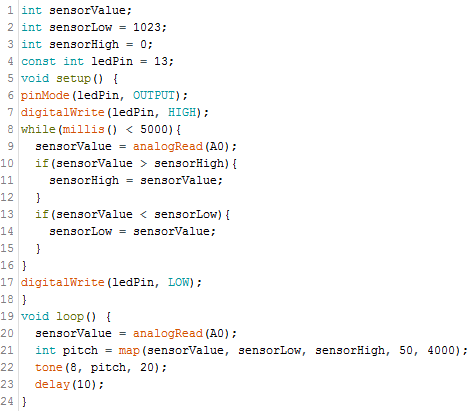 1 int sensorValue;
2 int sensorLow = 1023;
3 int sensorHigh = 0;
4 const int ledPin = 13;
5 void setup() {
6 pinMode(ledPin, OUTPUT);
7 digitalWrite(ledPin, HIGH);
8 while(millis() < 5000){
9   sensorValue = analogRead(A0);
10   if(sensorValue > sensorHigh){
11     sensorHigh = sensorValue;
12   }
13   if(sensorValue < sensorLow){
14     sensorLow = sensorValue;
15   }
16 }
17 digitalWrite(ledPin, LOW);
18 }
19 void loop() {
20   sensorValue = analogRead(A0);
21   int pitch = map(sensorValue, sensorLow, sensorHigh, 50, 4000);
22   tone(8, pitch, 20);
23   delay(10);
24 }